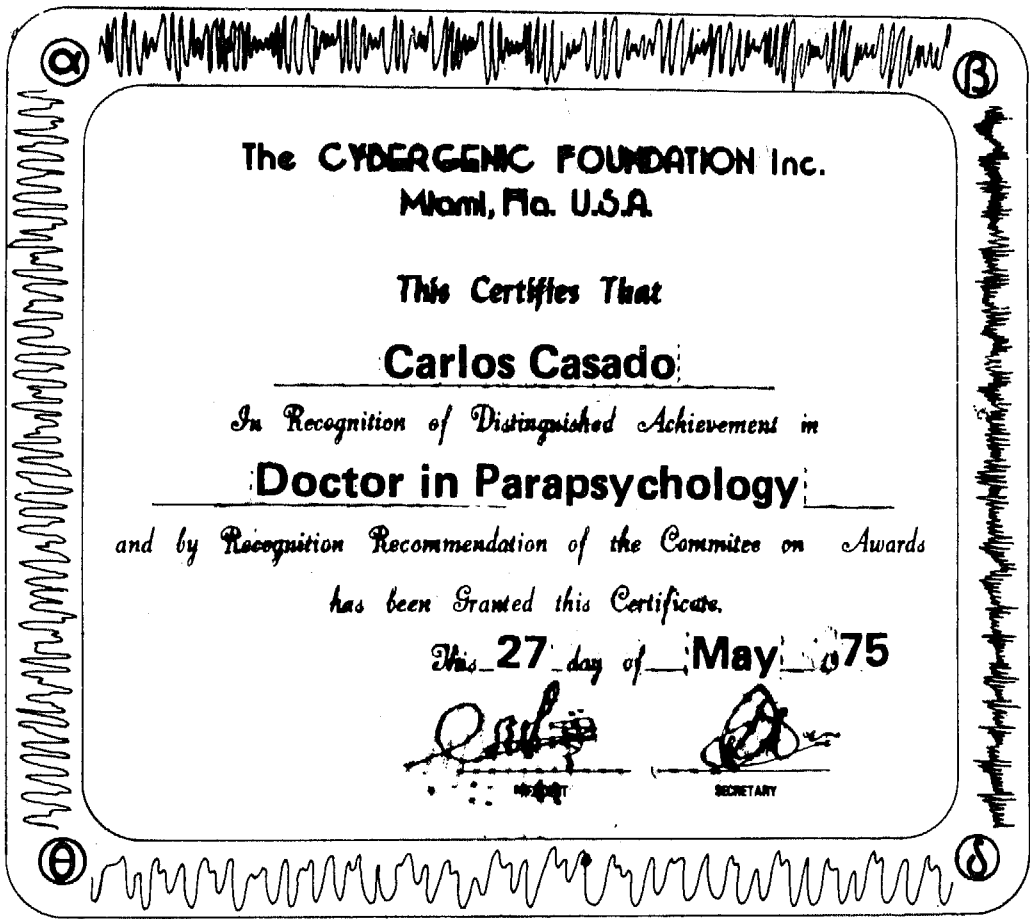 α
β
The CYBERGENIC FOUNDATION Inc.
Miami, Fla. U.S.A.
This Certifies That
Carlos Casado
In Recognition of Distinguished Achievement in
Doctor in Parapsychology
and by Recognition Recommendation of the Commitee on Awards
has been Granted this Certificate.
This 27 day of May 75
PRESIDENT SECRETARY
θ
δ